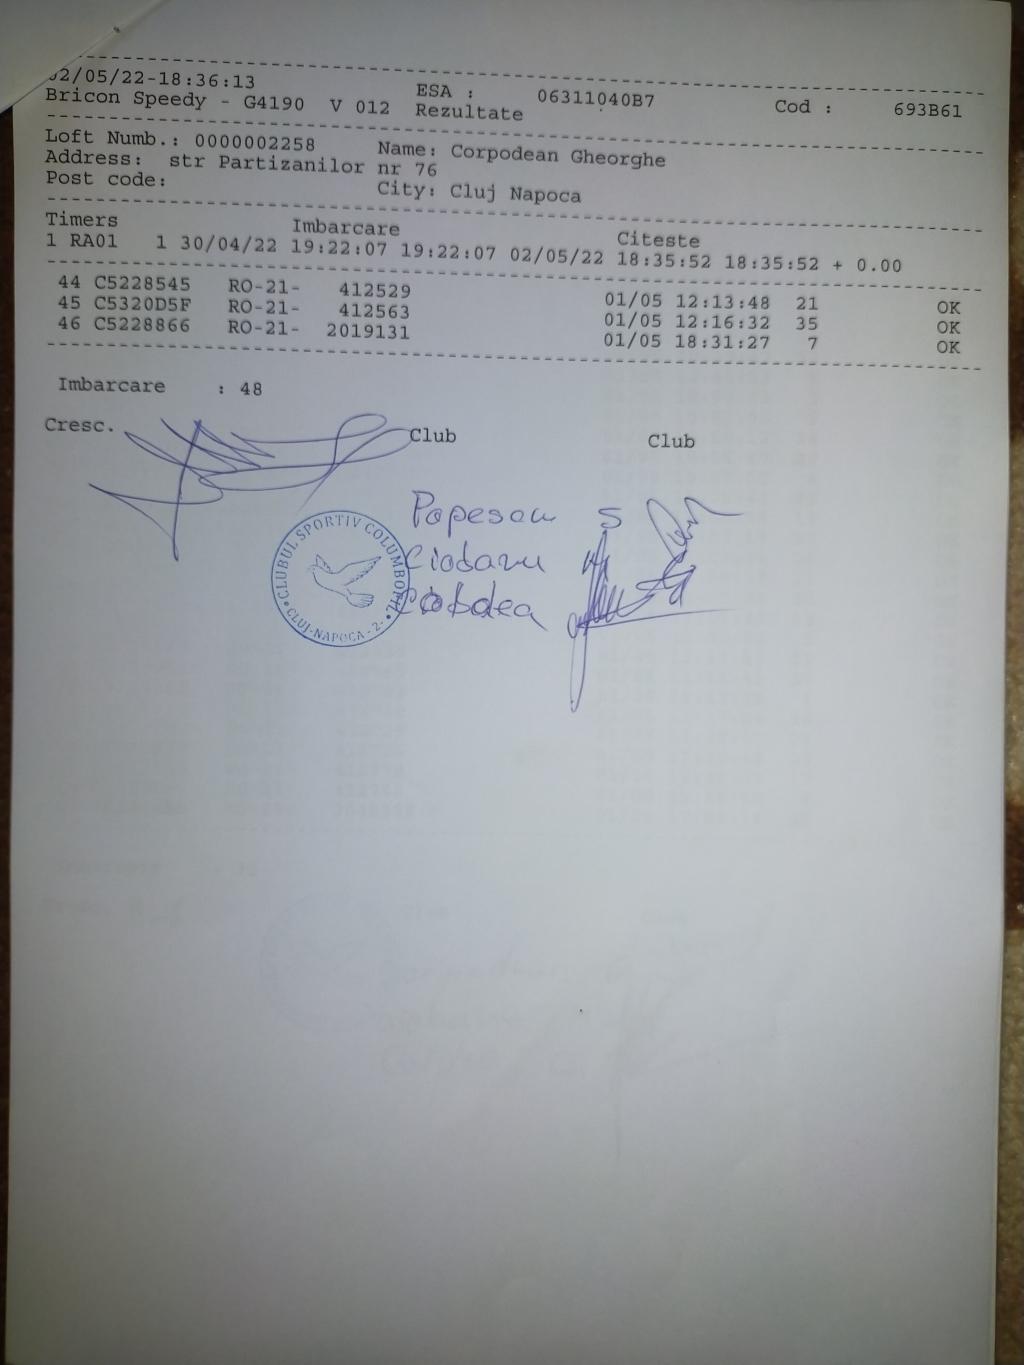 02/05/22-18:36:13 ESA : 06311040B7 Cod : 693B61
Bricon Speedy - G4190 V 012 Rezultate
Loft Numb.: 0000002258 Name: Corpodean Gheorghe
Address: str Partizanilor nr 76
Post code: City: Cluj Napoca
Timers Imbarcare Citeste
1 RA01 1 30/04/22 19:22:07 19:22:07 02/05/22 18:35:52 18:35:52 + 0.00
44 C5228545 RO-21- 412529 01/05 12:13:48 21 OK
45 C5320D5F RO-21- 412563 01/05 12:16:32 35 OK
46 C5228866 RO-21- 2019131 01/05 18:31:27 7 OK
Imbarcare : 48
Cresc. Club Club
Popescu S
CLUBUL SPORTIV COLUMBOFIL
CLUJ-NAPOCA - 2 -